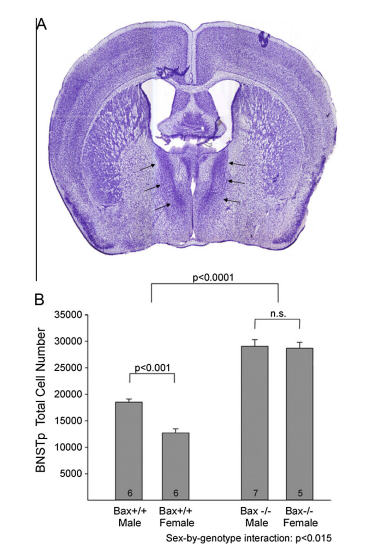 A
p<0.0001
B
n.s.
p<0.001
BNSTp Total Cell Number
35000
30000
25000
20000
15000
10000
5000
6
6
7
5
Bax+/+
Male
Bax+/+
Female
Bax -/-
Male
Bax-/-
Female
Sex-by-genotype interaction: p<0.015